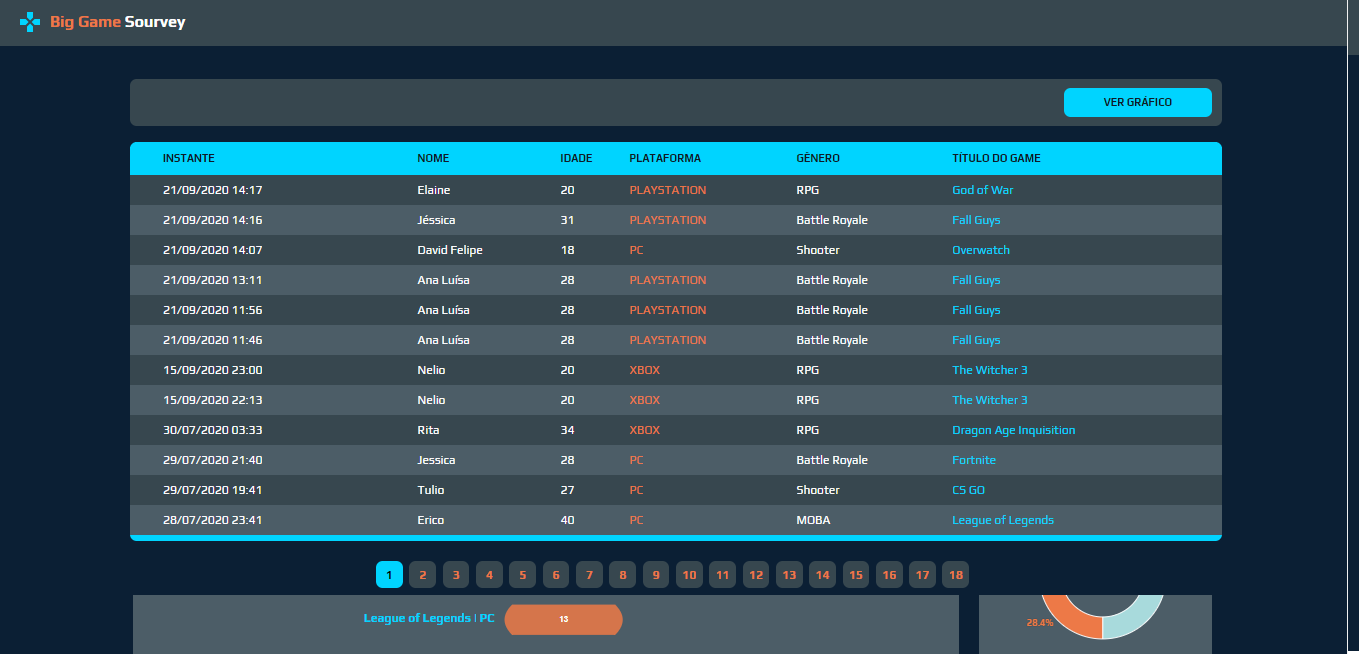 Big Game Sourvey
VER GRÁFICO
INSTANTE NOME IDADE PLATAFORMA GÊNERO TÍTULO DO GAME
21/09/2020 14:17 Elaine 20 PLAYSTATION RPG God of War
21/09/2020 14:16 Jéssica 31 PLAYSTATION Battle Royale Fall Guys
21/09/2020 14:07 David Felipe 18 PC Shooter Overwatch
21/09/2020 13:11 Ana Luísa 28 PLAYSTATION Battle Royale Fall Guys
21/09/2020 11:56 Ana Luísa 28 PLAYSTATION Battle Royale Fall Guys
21/09/2020 11:46 Ana Luísa 28 PLAYSTATION Battle Royale Fall Guys
15/09/2020 23:00 Nelio 20 XBOX RPG The Witcher 3
15/09/2020 22:13 Nelio 20 XBOX RPG The Witcher 3
30/07/2020 03:33 Rita 34 XBOX RPG Dragon Age Inquisition
29/07/2020 21:40 Jessica 28 PC Battle Royale Fortnite
29/07/2020 19:41 Tulio 27 PC Shooter CS GO
28/07/2020 23:41 Erico 40 PC MOBA League of Legends
1 2 3 4 5 6 7 8 9 10 11 12 13 14 15 16 17 18
League of Legends | PC 13
28.4%